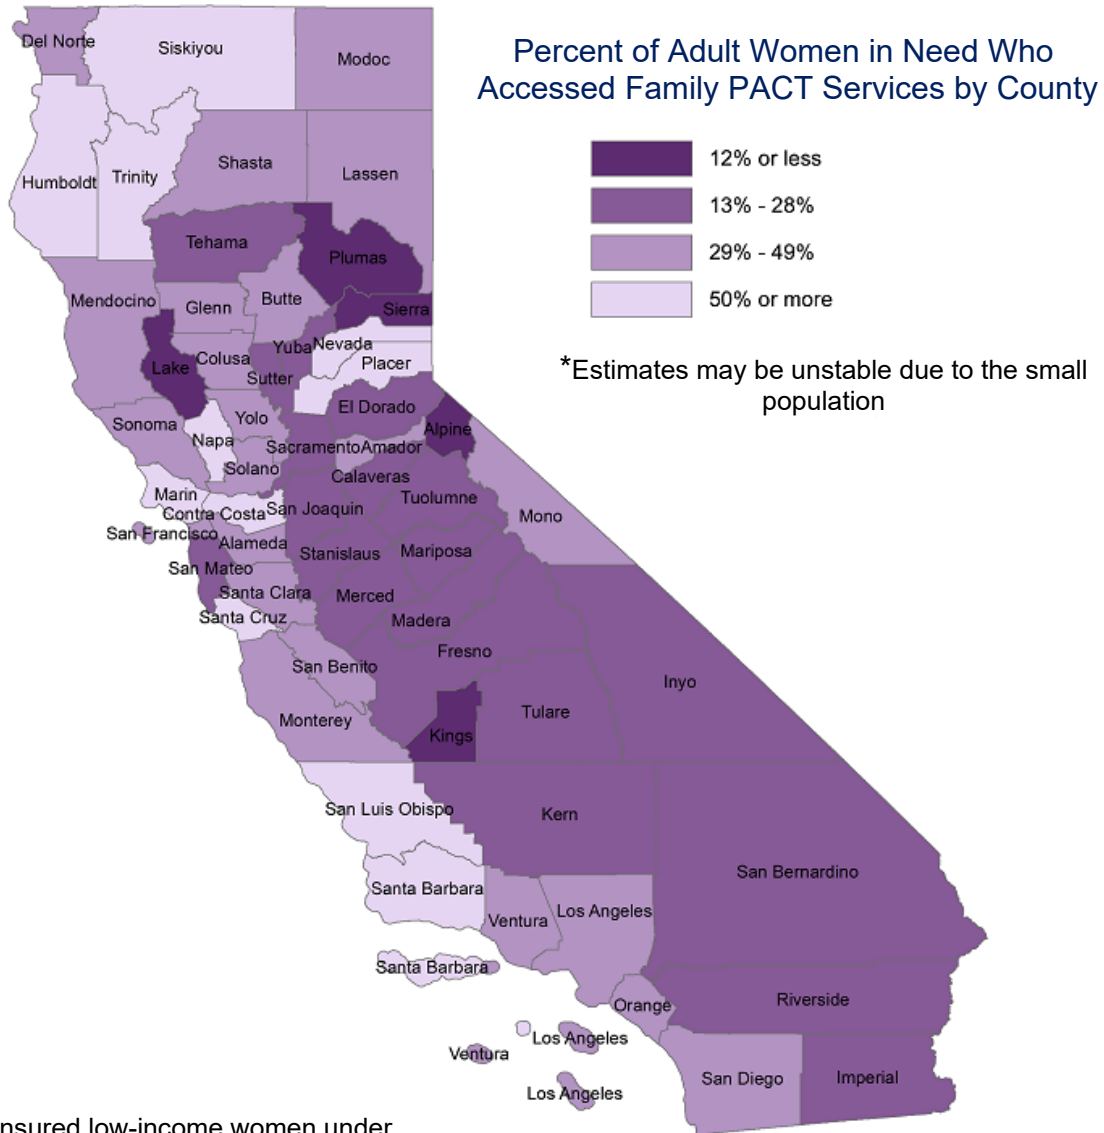 Percent of Adult Women in Need Who
Accessed Family PACT Services by County
12% or less
13% - 28%
29% - 49%
50% or more
*Estimates may be unstable due to the small
population
Del Norte
Siskiyou
Modoc
Humboldt
Trinity
Shasta
Lassen
Tehama
Plumas
Mendocino
Glenn
Butte
Sierra
Lake
Colusa
Yuba
Nevada
Placer
Sutter
Sonoma
Napa
Yolo
El Dorado
Alpine
Solano
Sacramento
Amador
Calaveras
Marin
Contra Costa
San Joaquin
Tuolumne
Mono
San Francisco
Alameda
Stanislaus
Mariposa
San Mateo
Santa Clara
Merced
Santa Cruz
Madera
Fresno
San Benito
Inyo
Monterey
Kings
Tulare
San Luis Obispo
Kern
San Bernardino
Santa Barbara
Ventura
Los Angeles
Santa Barbara
Orange
Riverside
Ventura
Los Angeles
Los Angeles
San Diego
Imperial
nsured low-income women under